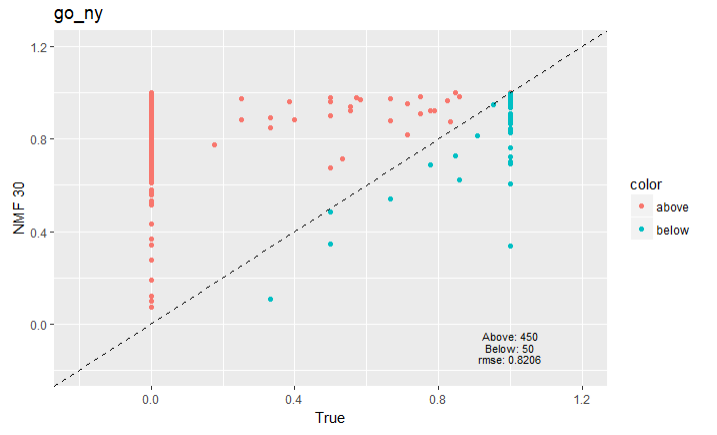 go_ny
1.2
0.8
0.4
0.0
NMF 30
0.0
0.4
0.8
1.2
True
color
above
below
Above: 450
Below: 50
rmse: 0.8206